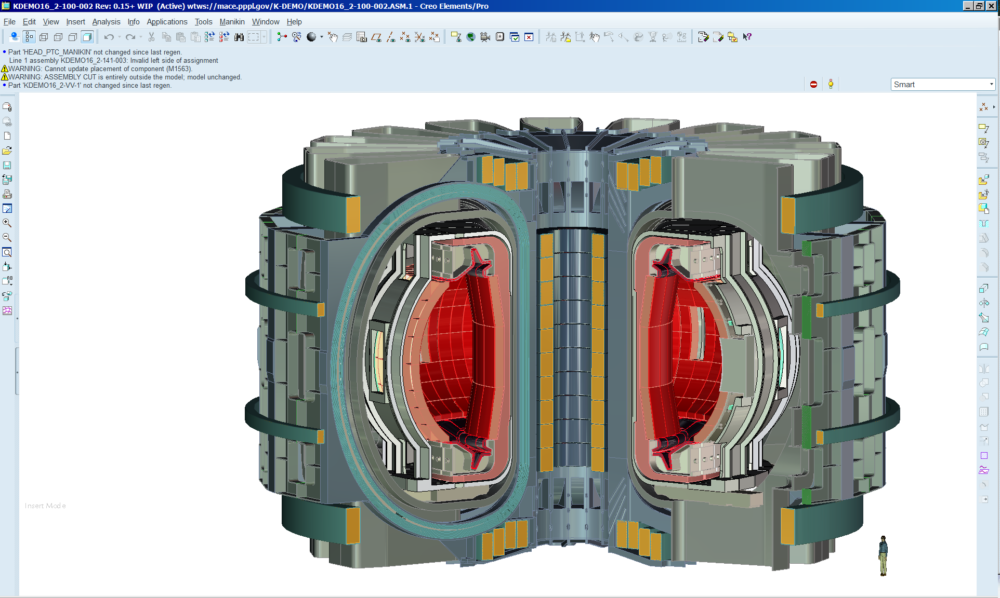 KDEMO16_2-100-002 Rev: 0.15+ WIP (Active) wtws://mace.pppl.gov/K-DEMO/KDEMO16_2-100-002.ASM.1 - Creo Elements/Pro
File Edit View Insert Analysis Info Applications Tools Manikin Window Help
Part 'HEAD_PTC_MANIKIN' not changed since last regen.
Line 1 assembly KDEMO16_2-141-003: Invalid left side of assignment
WARNING: Cannot update placement of component (M1563).
WARNING: ASSEMBLY CUT is entirely outside the model; model unchanged.
Part 'KDEMO16_2-VV-1' not changed since last regen.
Smart
AB
Insert Mode